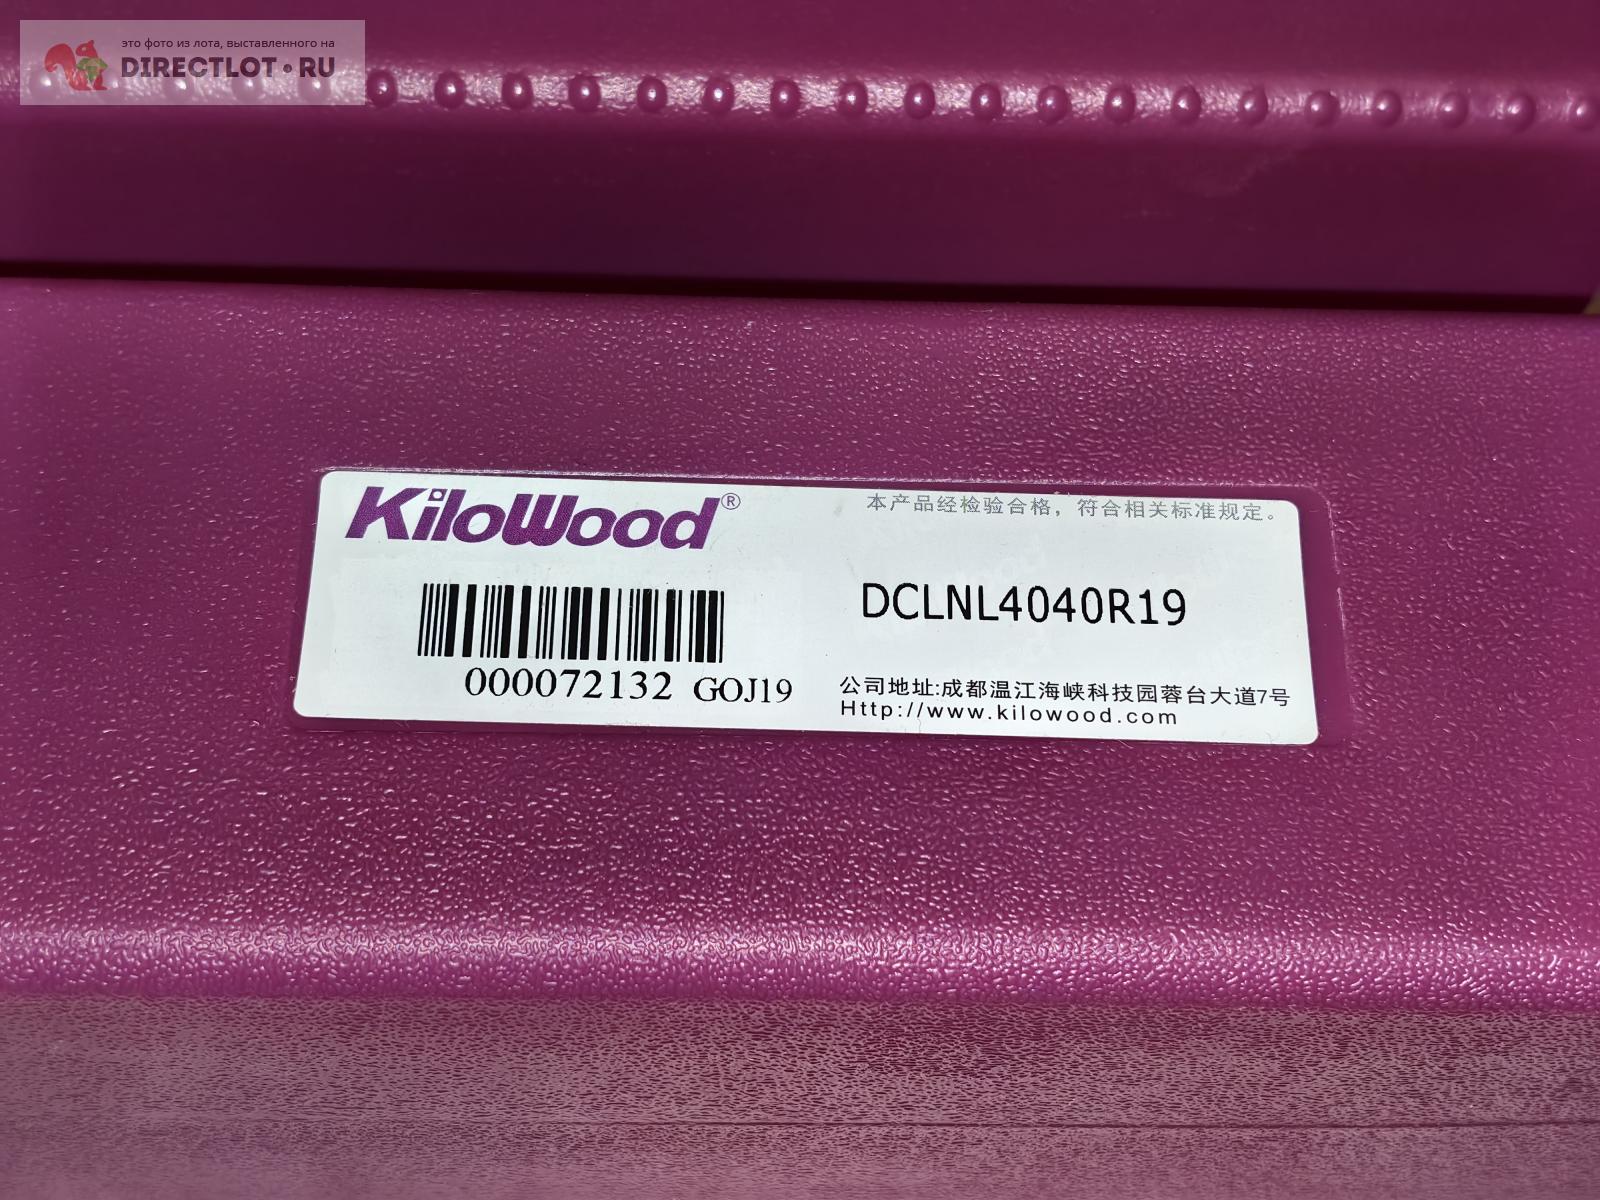 это фото из лота, выставленного на
DIRECTLOT.RU
KiloWood®
本产品经检验合格，符合相关标准规定。
DCLNL4040R19
000072132 GOJ19
公司地址:成都温江海峡科技园蓉台大道7号
Http://www.kilowood.com